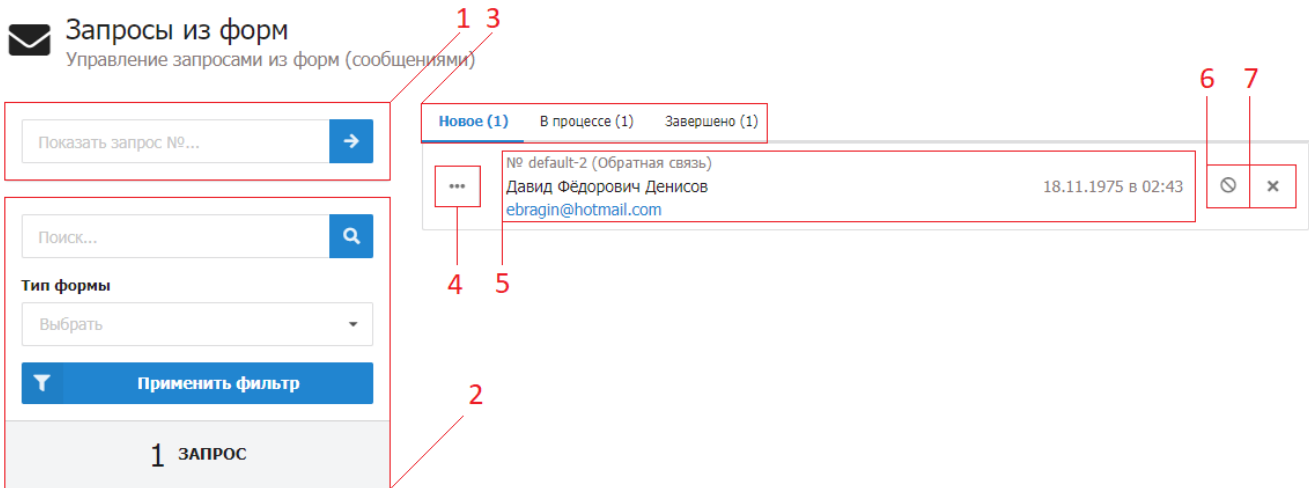 Запросы из форм
Управление запросами из форм (сообщениями)
1 3
6 7
Показать запрос №...
Новое (1) В процессе (1) Завершено (1)
№ default-2 (Обратная связь)
Давид Фёдорович Денисов 18.11.1975 в 02:43
ebragin@hotmail.com
4 5
Поиск...
Тип формы
Выбрать
Применить фильтр
2
1 ЗАПРОС